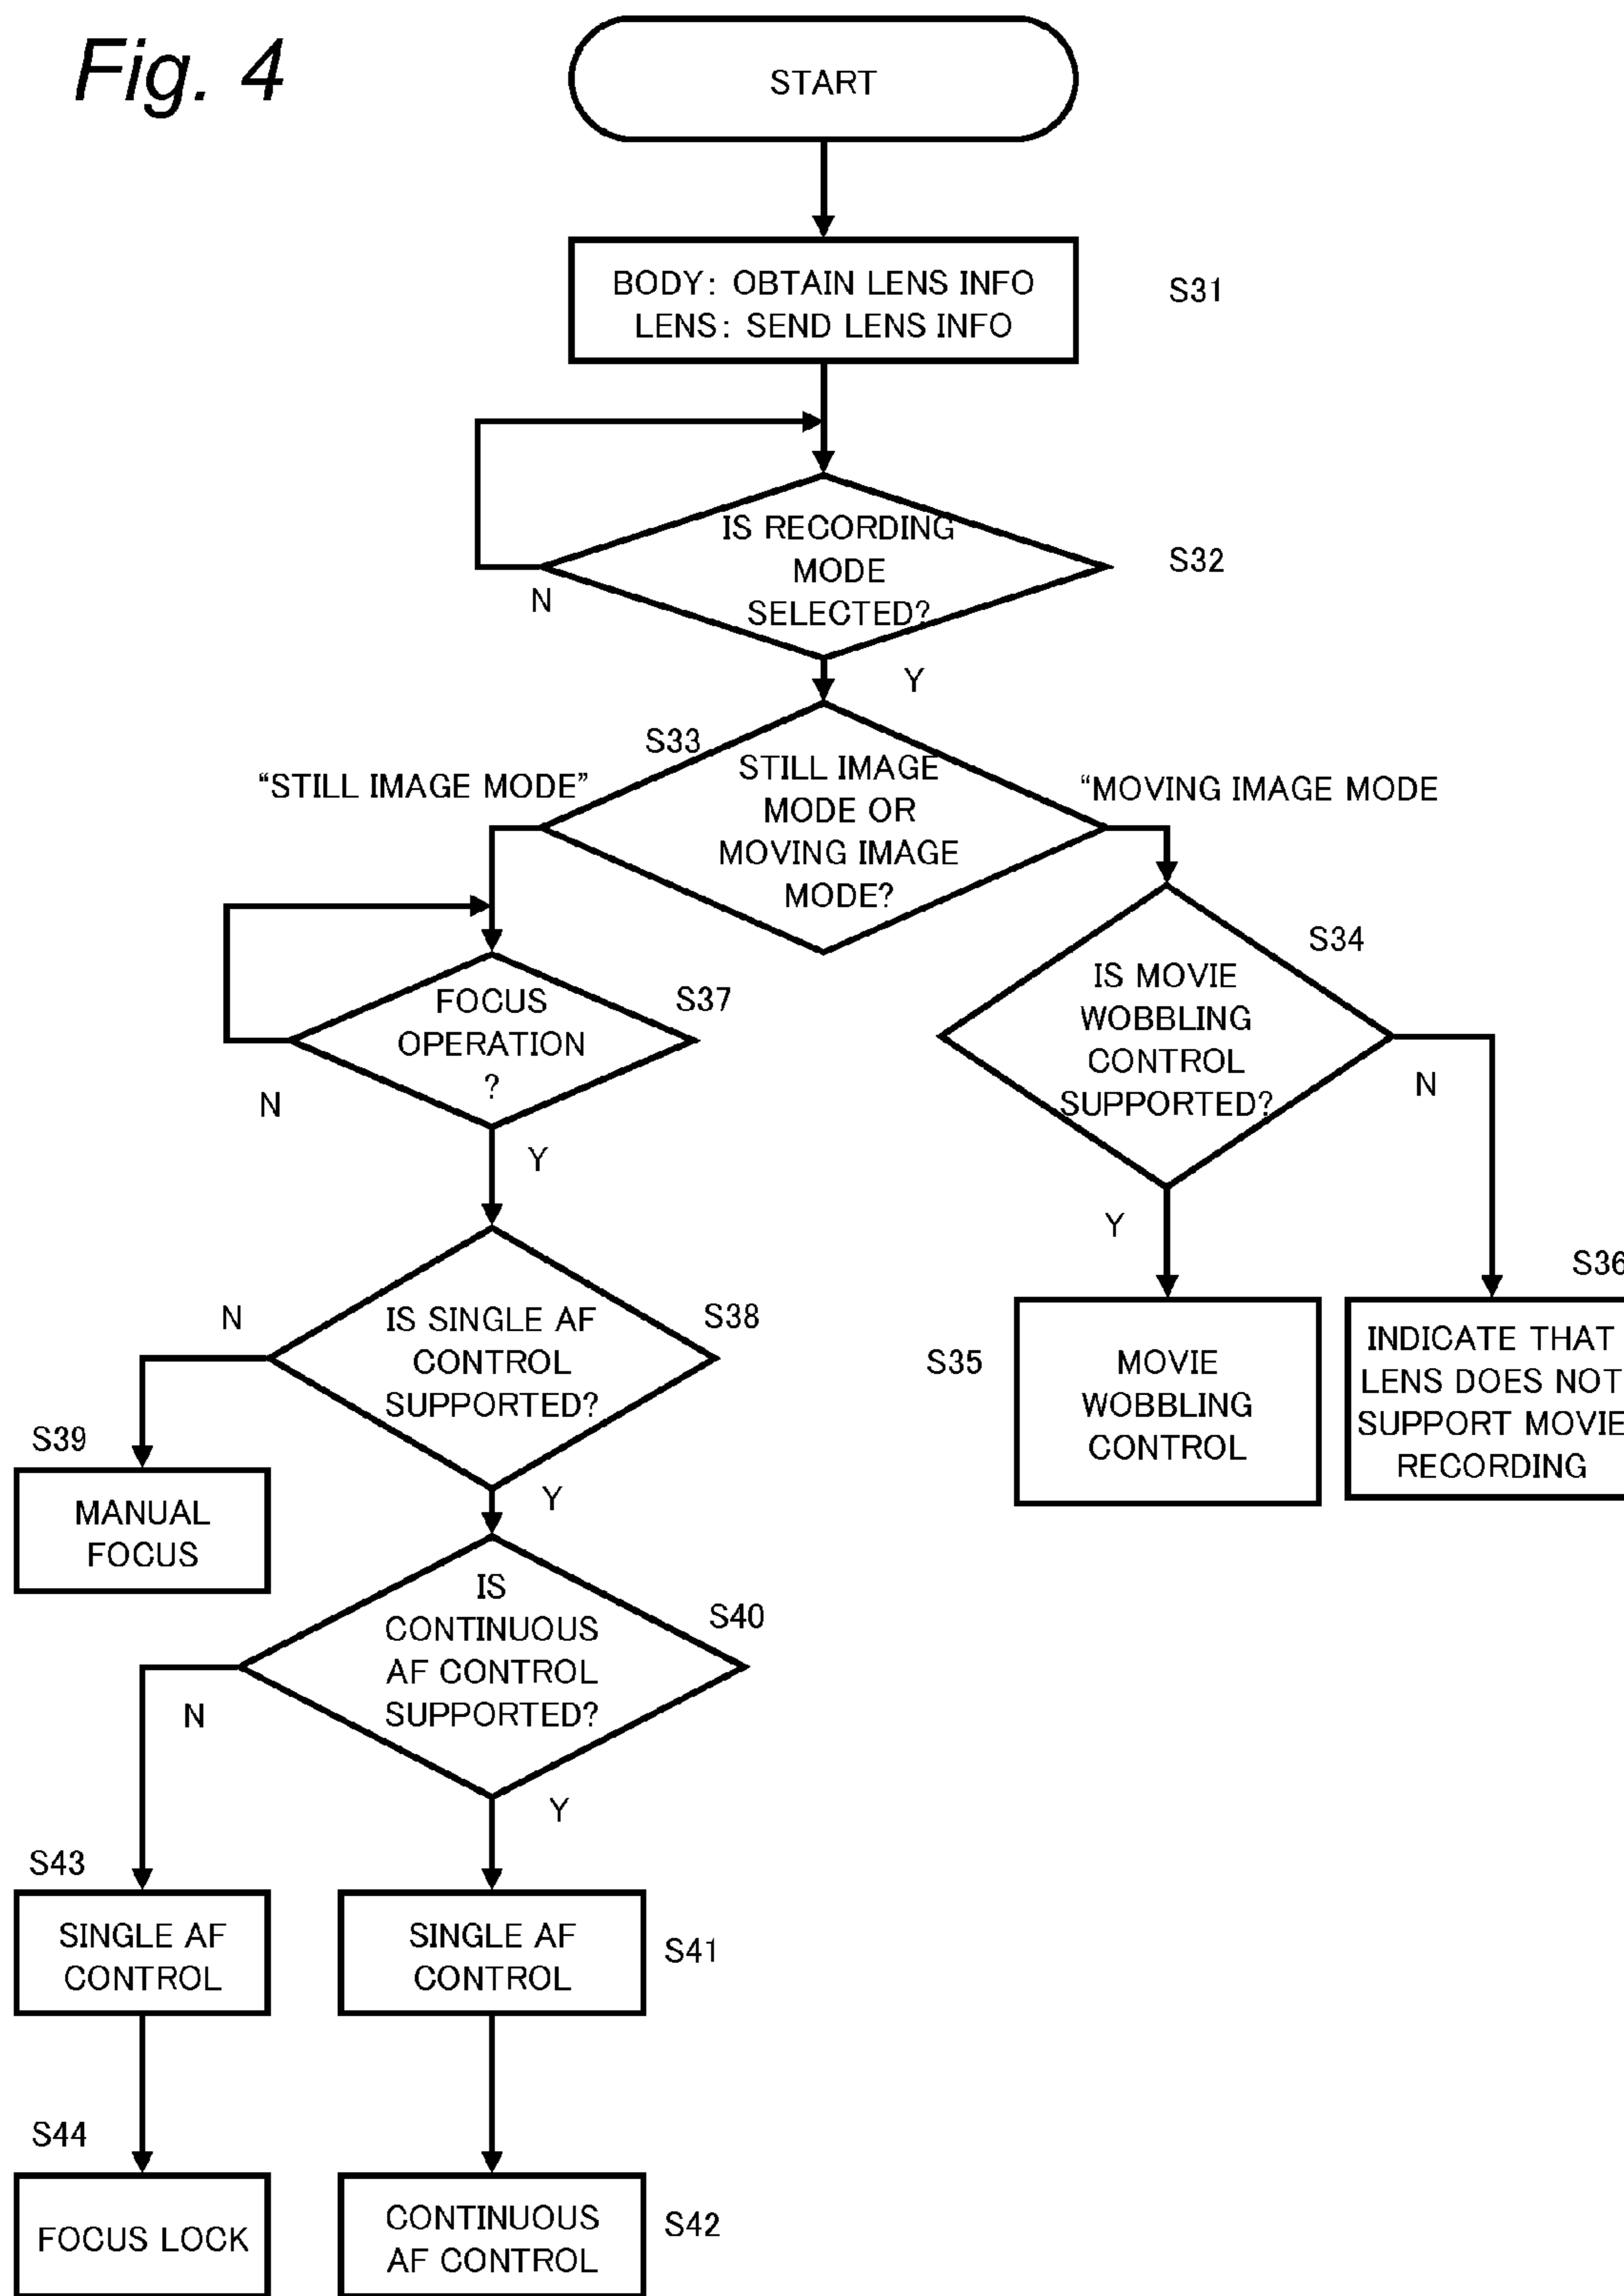 Fig. 4
START
BODY: OBTAIN LENS INFO
LENS: SEND LENS INFO
S31
IS RECORDING
MODE
SELECTED?
S32
N
Y
S33
"STILL IMAGE MODE"
STILL IMAGE
MODE OR
MOVING IMAGE
MODE?
"MOVING IMAGE MODE
S34
IS MOVIE
WOBBLING
CONTROL
SUPPORTED?
N
Y
FOCUS
OPERATION
?
S37
N
Y
S35
MOVIE
WOBBLING
CONTROL
S36
INDICATE THAT
LENS DOES NOT
SUPPORT MOVIE
RECORDING
IS SINGLE AF
CONTROL
SUPPORTED?
S38
N
Y
S39
MANUAL
FOCUS
IS
CONTINUOUS
AF CONTROL
SUPPORTED?
S40
N
Y
S43
SINGLE AF
CONTROL
SINGLE AF
CONTROL
S41
S44
FOCUS LOCK
CONTINUOUS
AF CONTROL
S42